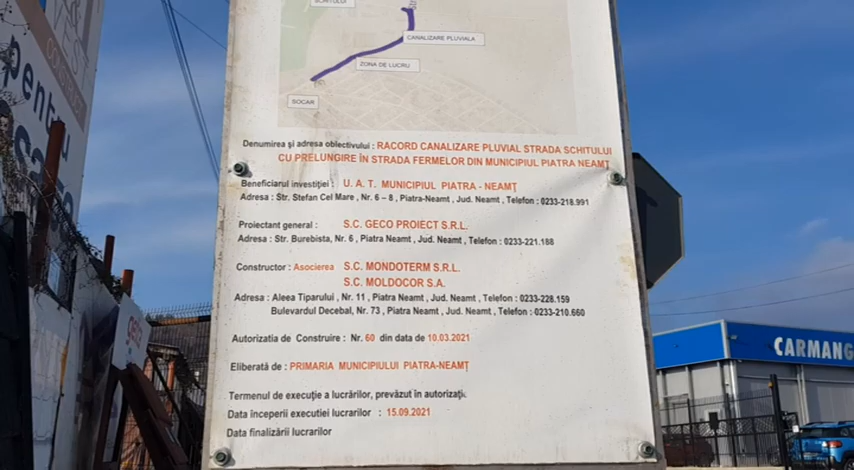 SCHITULUI
CANALIZARE PLUVIALA
ZONA DE LUCRU
SOCAR
Denumirea și adresa obiectivului : RACORD CANALIZARE PLUVIAL STRADA SCHITULUI
CU PRELUNGIRE ÎN STRADA FERMELOR DIN MUNICIPIUL PIATRA NEAMȚ
Beneficiarul investiției : U. A. T. MUNICIPIUL PIATRA - NEAMȚ
Adresa : Str. Stefan Cel Mare , Nr. 6 – 8 , Piatra-Neamt , Jud. Neamt , Telefon : 0233-218.991
Proiectant general : S.C. GECO PROIECT S.R.L.
Adresa : Str. Burebista, Nr. 6 , Piatra Neamt , Jud. Neamt , Telefon : 0233-221.188
Constructor : Asocierea S.C. MONDOTERM S.R.L.
S.C. MOLDOCOR S.A.
Adresa : Aleea Tiparului , Nr. 11 , Piatra Neamt , Jud. Neamt , Telefon : 0233-228.159
Bulevardul Decebal, Nr. 73 , Piatra Neamt , Jud. Neamt , Telefon : 0233-210.660
Autorizatia de Construire : Nr. 60 din data de 10.03.2021
Eliberată de : PRIMARIA MUNICIPIULUI PIATRA-NEAMȚ
Termenul de execuție a lucrărilor, prevăzut în autorizație
Data începerii executiei lucrarilor : 15.09.2021
Data finalizării lucrarilor
pentru
CARMANG